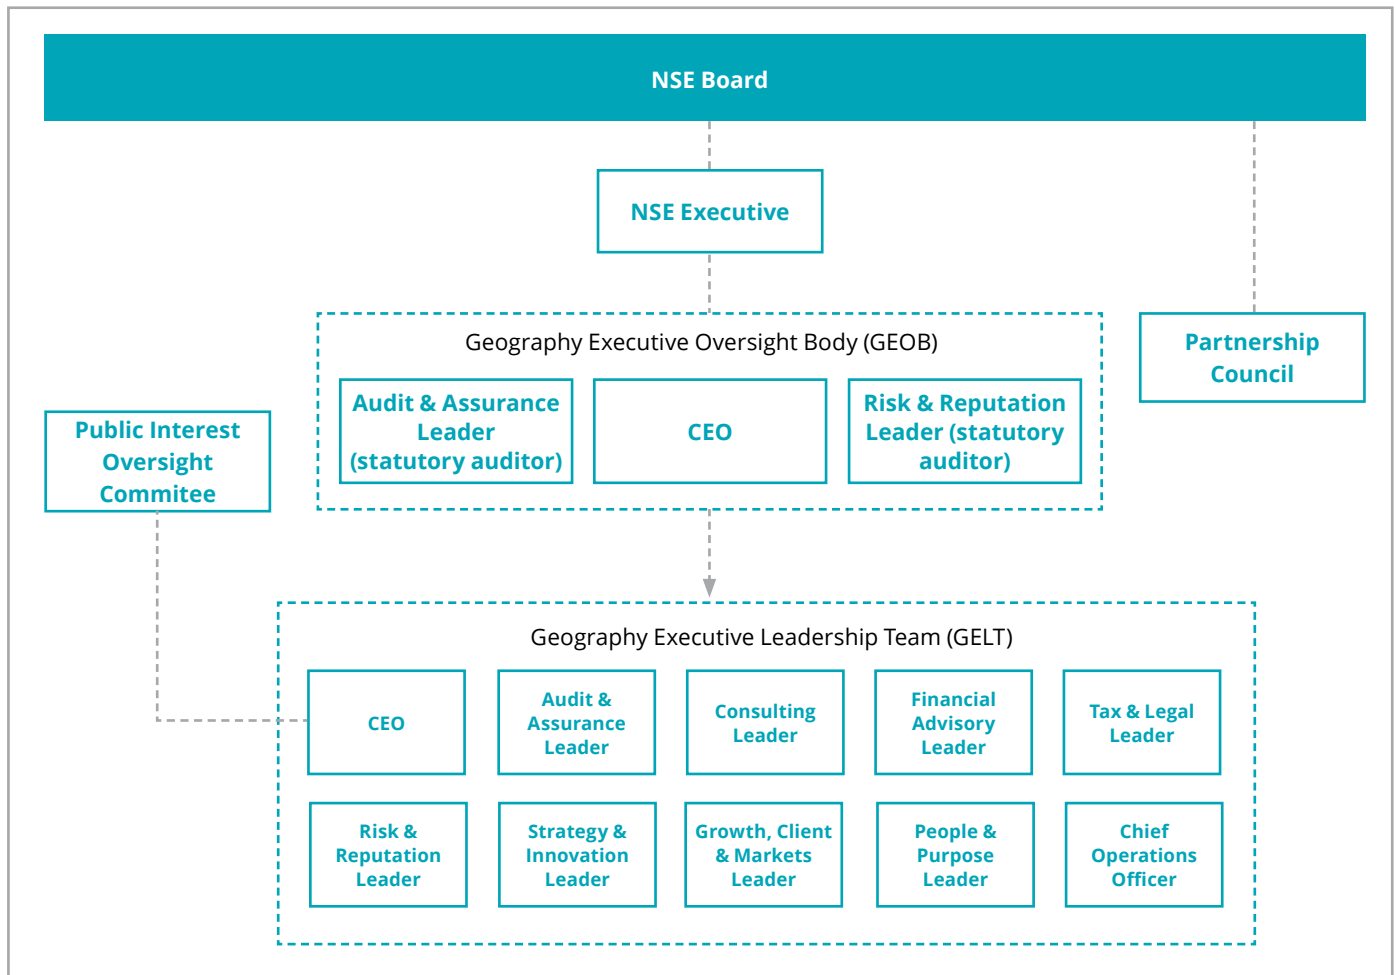 NSE Board
NSE Executive
Geography Executive Oversight Body (GEOB)
Audit & Assurance
Leader
(statutory auditor)
CEO
Risk & Reputation
Leader (statutory
auditor)
Partnership
Council
Public Interest
Oversight
Commitee
Geography Executive Leadership Team (GELT)
CEO
Audit &
Assurance
Leader
Consulting
Leader
Financial
Advisory
Leader
Tax & Legal
Leader
Risk &
Reputation
Leader
Strategy &
Innovation
Leader
Growth, Client
& Markets
Leader
People &
Purpose
Leader
Chief
Operations
Officer